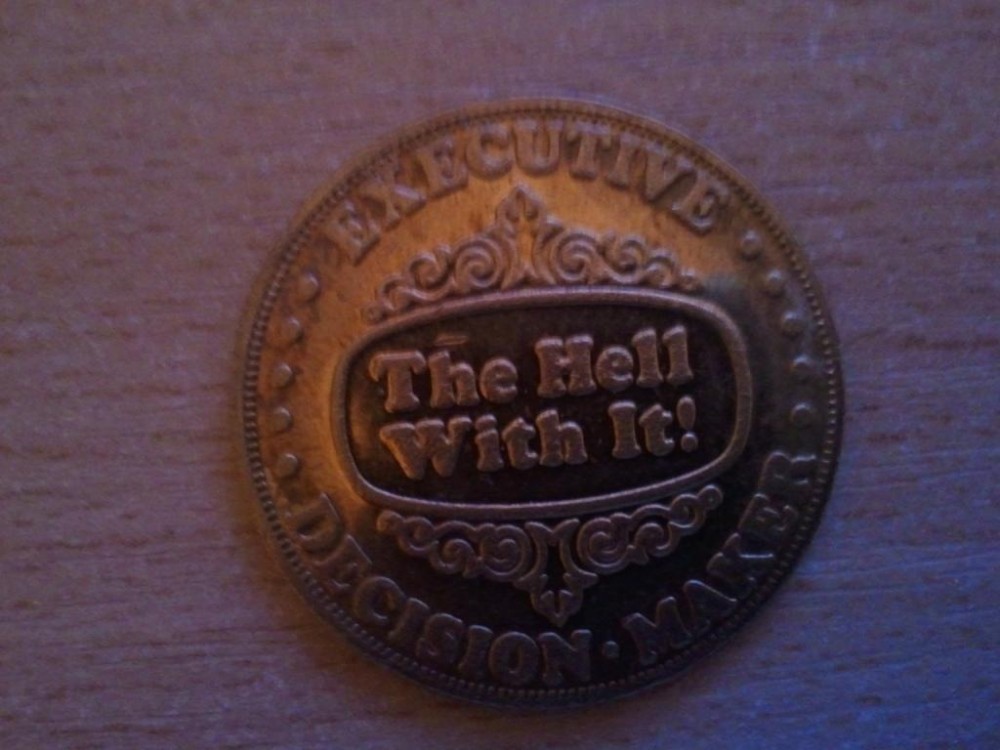 EXECUTIVE
The Hell
With It!
DECISION • MAKER